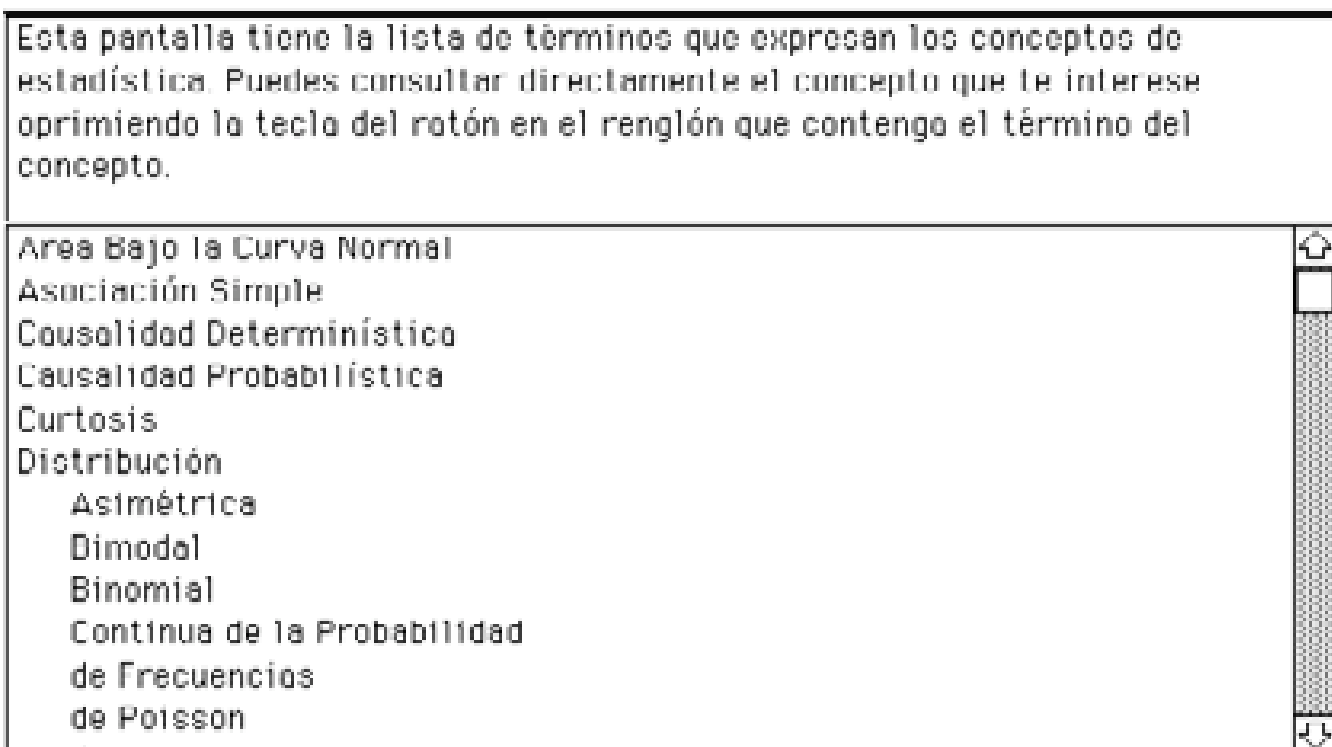 Esta pantalla tiene la lista de términos que expresan los conceptos de
estadística. Puedes consultar directamente el concepto que te interese
oprimiendo la tecla del ratón en el renglón que contenga el término del
concepto.
Area Bajo la Curva Normal
Asociación Simple
Causalidad Determinística
Causalidad Probabilística
Curtosis
Distribución
Asimétrica
Bimodal
Binomial
Continua de la Probabilidad
de Frecuencias
de Poisson